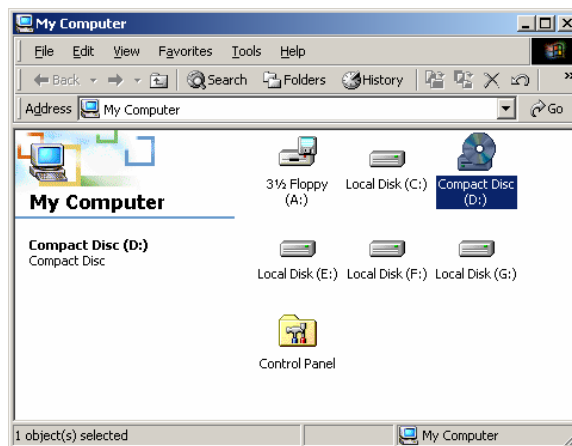 My Computer
File Edit View Favorites Tools Help
Back Search Folders History »
Address My Computer Go
My Computer
Compact Disc (D:)
Compact Disc
3½ Floppy (A:)
Local Disk (C:)
Compact Disc (D:)
Local Disk (E:) Local Disk (F:) Local Disk (G:)
Control Panel
1 object(s) selected My Computer